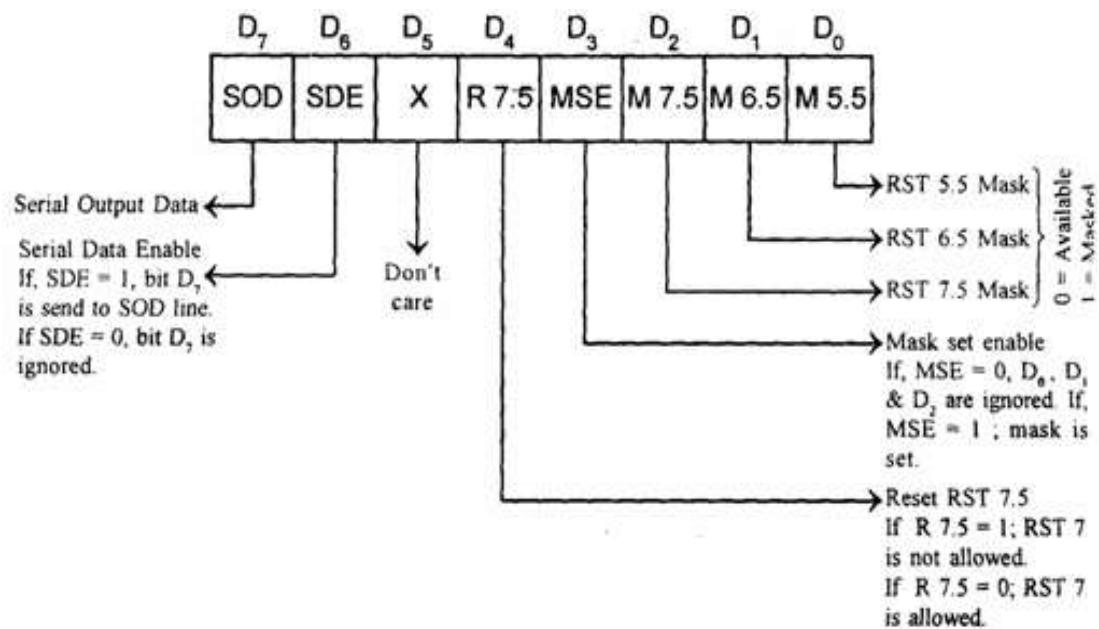 D₇ D₆ D₅ D₄ D₃ D₂ D₁ D₀
SOD SDE X R 7.5 MSE M 7.5 M 6.5 M 5.5
Serial Output Data
Serial Data Enable
If, SDE = 1, bit D₇
is send to SOD line.
If SDE = 0, bit D₇ is
ignored.
Don't
care
RST 5.5 Mask
RST 6.5 Mask
RST 7.5 Mask
0 = Available
1 = Masked
Mask set enable
If, MSE = 0, D₀, D₁
& D₂ are ignored. If,
MSE = 1 ; mask is
set.
Reset RST 7.5
If R 7.5 = 1; RST 7
is not allowed.
If R 7.5 = 0; RST 7
is allowed.